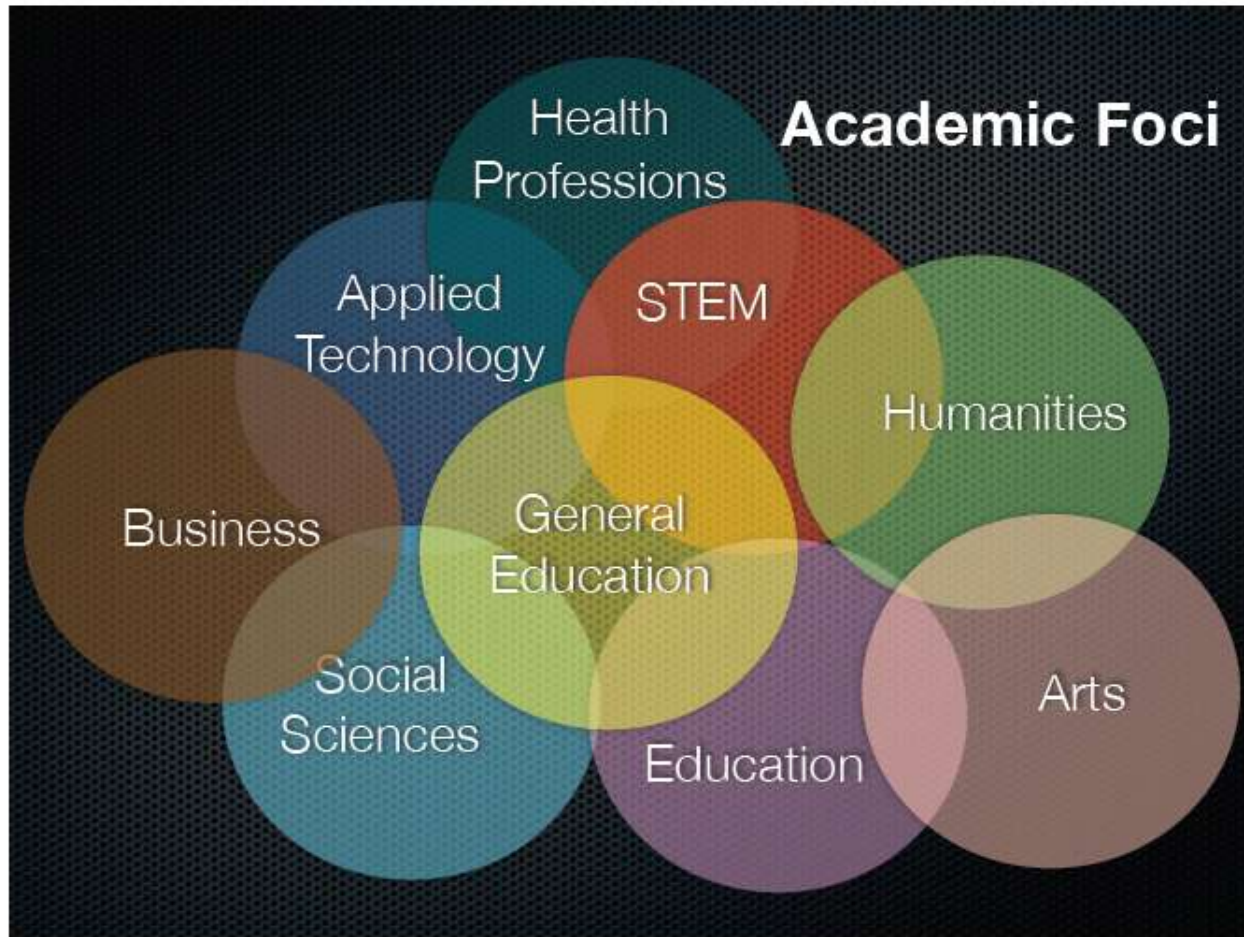 Academic Foci
Health
Professions
Applied
Technology
STEM
Humanities
Business
General
Education
Social
Sciences
Education
Arts